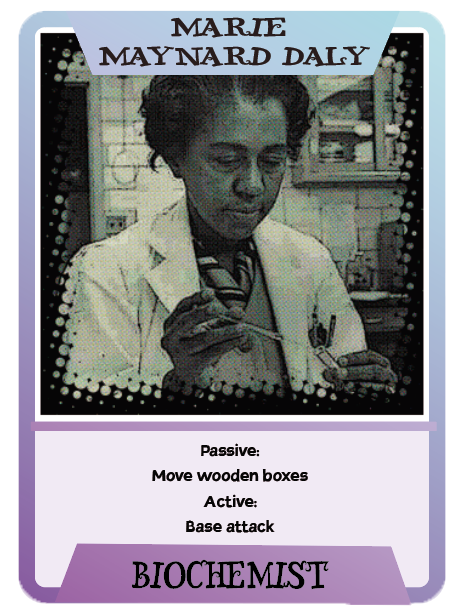 MARIE
MAYNARD DALY
Passive:
Move wooden boxes
Active:
Base attack
BIOCHEMIST